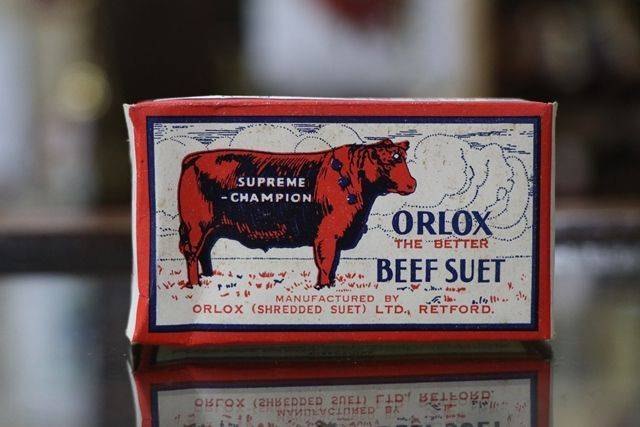 SUPREME
-CHAMPION
ORLOX
THE BETTER
BEEF SUET
MANUFACTURED BY
ORLOX (SHREDDED SUET) LTD., RETFORD.